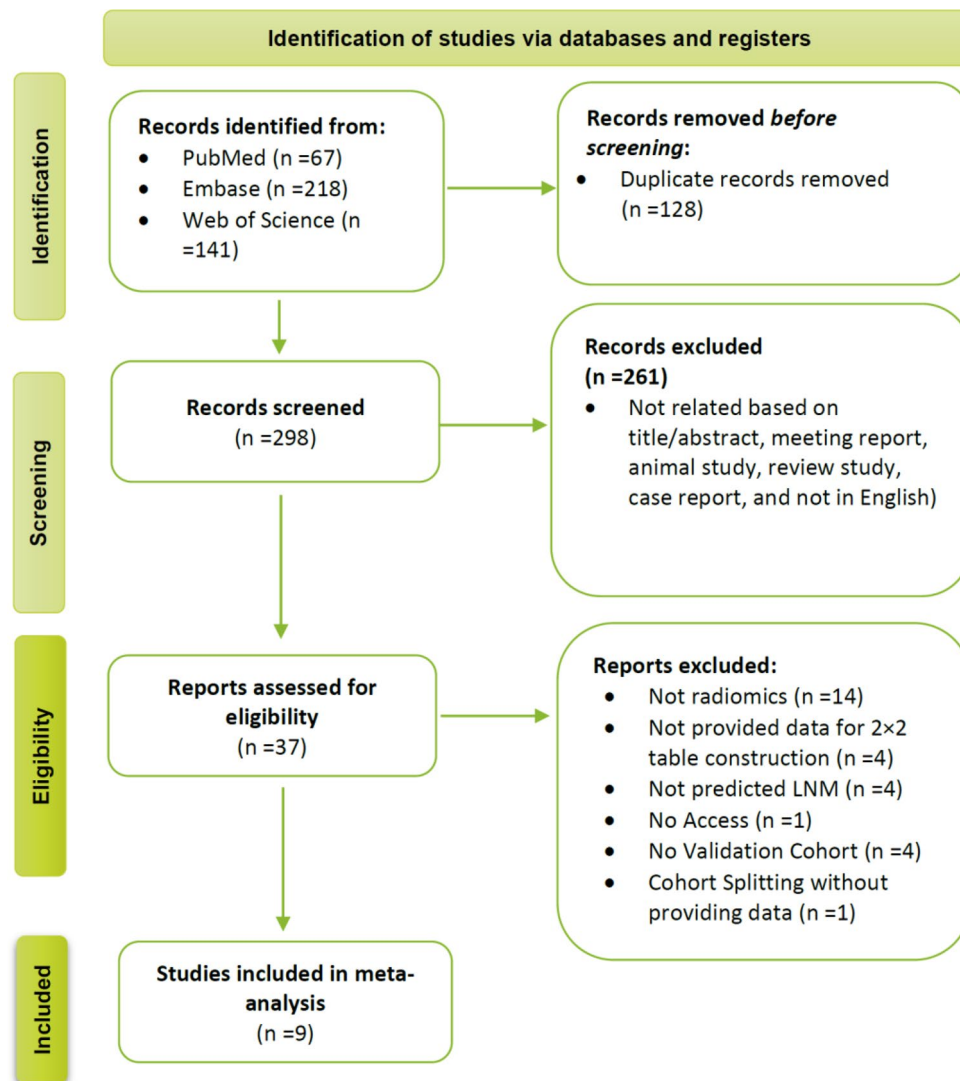 Identification of studies via databases and registers
Identification
Records identified from:
• PubMed (n =67)
• Embase (n =218)
• Web of Science (n
=141)
Records removed before
screening:
• Duplicate records removed
(n =128)
Screening
Records screened
(n =298)
Records excluded
(n =261)
• Not related based on
title/abstract, meeting report,
animal study, review study,
case report, and not in English)
Eligibility
Reports assessed for
eligibility
(n =37)
Reports excluded:
• Not radiomics (n =14)
• Not provided data for 2×2
table construction (n =4)
• Not predicted LNM (n =4)
• No Access (n =1)
• No Validation Cohort (n =4)
• Cohort Splitting without
providing data (n =1)
Included
Studies included in meta-
analysis
(n =9)